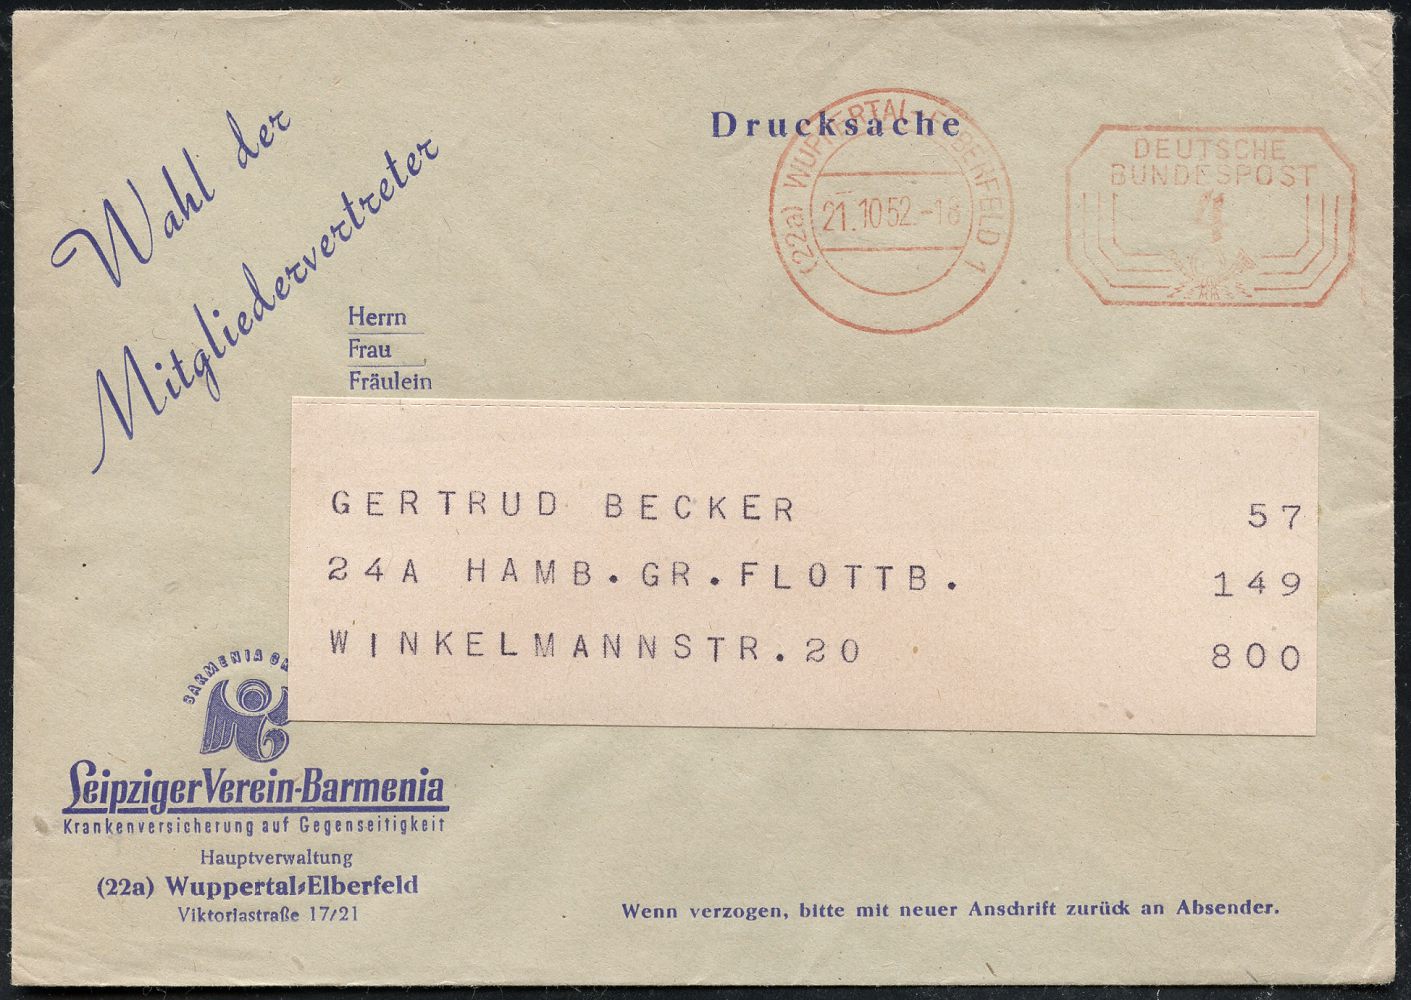 Wahl der
Mitgliedervertreter
Drucksache
(22a) WUPPERTAL-ELBERFELD 1
21.10.52.-18
DEUTSCHE
BUNDESPOST
4
Herrn
Frau
Fräulein
GERTRUD BECKER 57
24A HAMB.GR.FLOTTB. 149
WINKELMANNSTR.20 800
BARMENIA
Leipziger Verein-Barmenia
Krankenversicherung auf Gegenseitigkeit
Hauptverwaltung
(22a) Wuppertal-Elberfeld
Viktoriastraße 17/21
Wenn verzogen, bitte mit neuer Anschrift zurück an Absender.